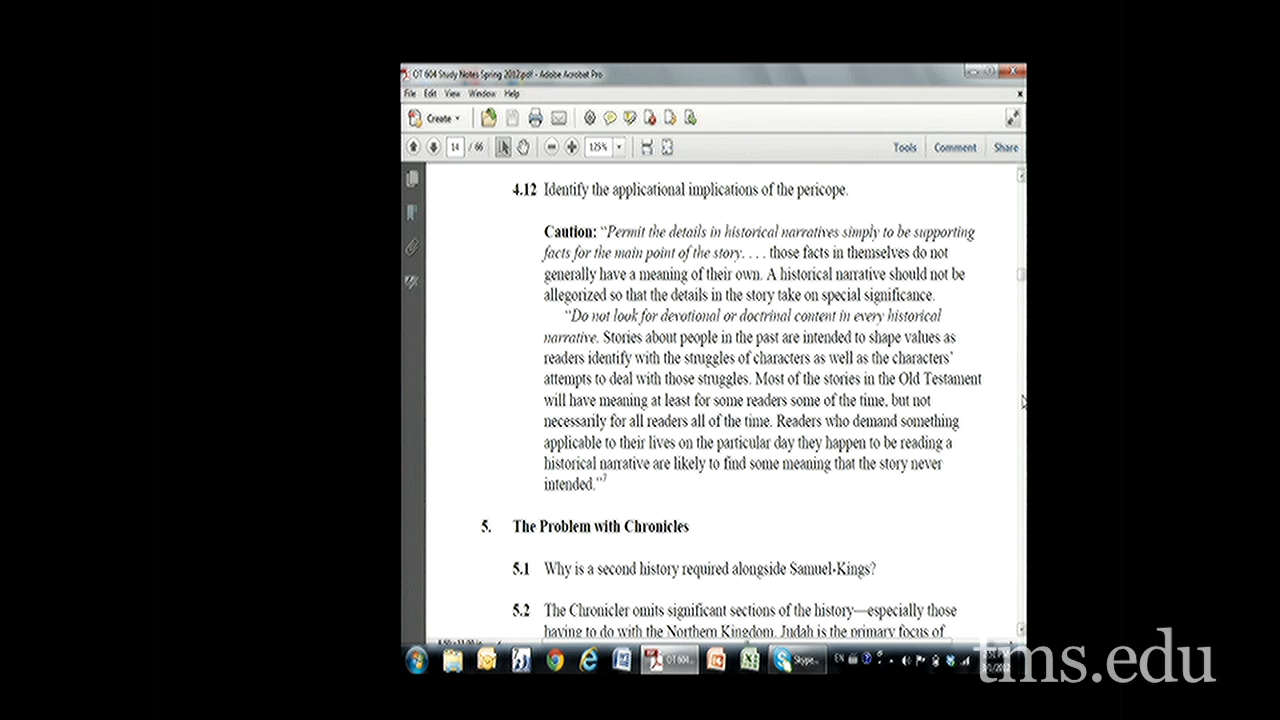 OT 604 Study Notes Spring 2012.pdf - Adobe Acrobat Pro
File Edit View Window Help
Create
14 / 66 125% Tools Comment Share
4.12 Identify the applicational implications of the pericope.
Caution: “Permit the details in historical narratives simply to be supporting
facts for the main point of the story. . . . those facts in themselves do not
generally have a meaning of their own. A historical narrative should not be
allegorized so that the details in the story take on special significance.
“Do not look for devotional or doctrinal content in every historical
narrative. Stories about people in the past are intended to shape values as
readers identify with the struggles of characters as well as the characters’
attempts to deal with those struggles. Most of the stories in the Old Testament
will have meaning at least for some readers some of the time, but not
necessarily for all readers all of the time. Readers who demand something
applicable to their lives on the particular day they happen to be reading a
historical narrative are likely to find some meaning that the story never
intended.”7
5. The Problem with Chronicles
5.1 Why is a second history required alongside Samuel-Kings?
5.2 The Chronicler omits significant sections of the history—especially those
having to do with the Northern Kingdom. Judah is the primary focus of
OT 604... Skype... EN
tms.edu